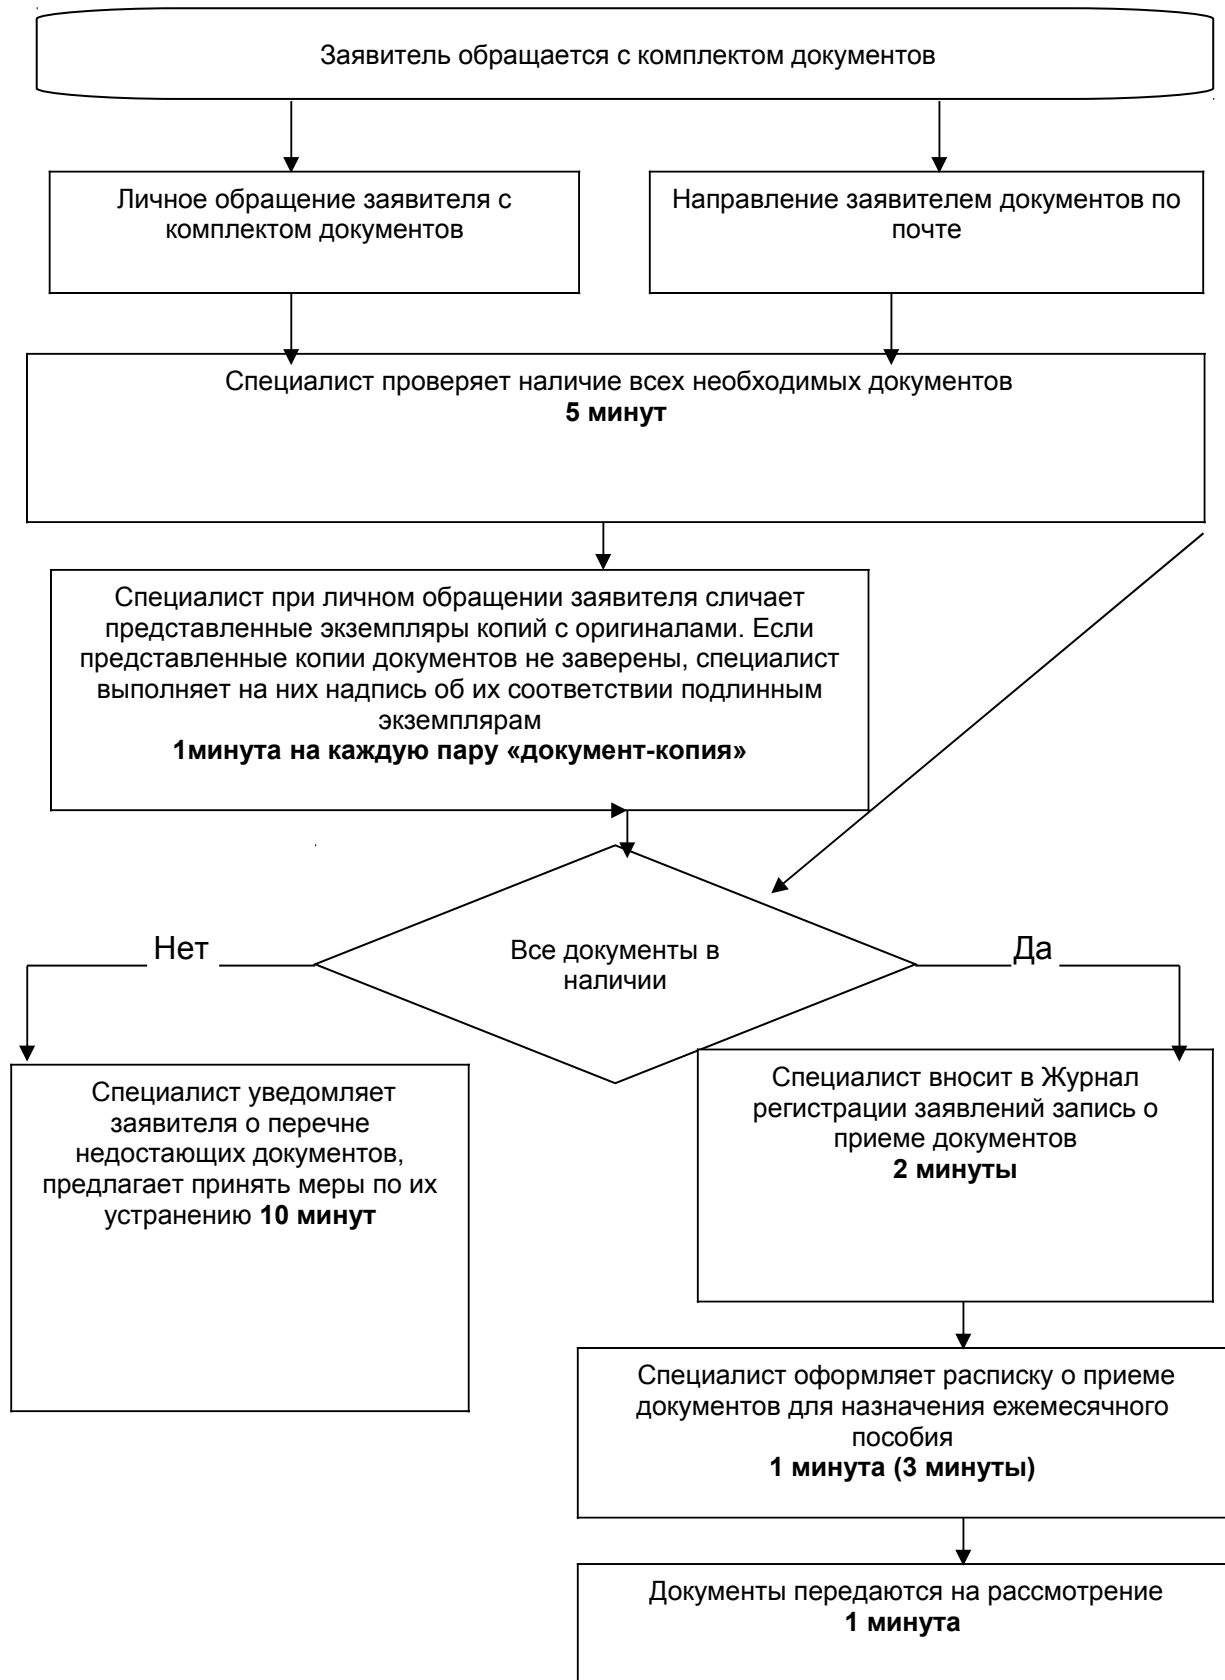 Заявитель обращается с комплектом документов
Личное обращение заявителя с
комплектом документов
Направление заявителем документов по
почте
Специалист проверяет наличие всех необходимых документов
5 минут
Специалист при личном обращении заявителя сличает
представленные экземпляры копий с оригиналами. Если
представленные копии документов не заверены, специалист
выполняет на них надпись об их соответствии подлинным
экземплярам
1минута на каждую пару «документ-копия»
Нет
Все документы в
наличии
Да
Специалист уведомляет
заявителя о перечне
недостающих документов,
предлагает принять меры по их
устранению 10 минут
Специалист вносит в Журнал
регистрации заявлений запись о
приеме документов
2 минуты
Специалист оформляет расписку о приеме
документов для назначения ежемесячного
пособия
1 минута (3 минуты)
Документы передаются на рассмотрение
1 минута